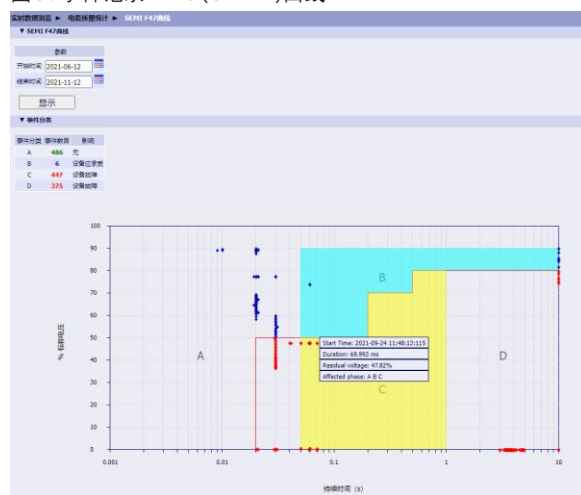 实时数据测监 ► 电能质量统计 ► SEMI F47曲线
▼ SEMI F47曲线
参数
开始时间 2021-06-12
结束时间 2021-11-12
显示
▼ 事件分类
事件分类 事件数目 影响
A 486 无
B 6 设备应承受
C 447 设备故障
D 375 设备故障
100
90
80
70
60
50
40
30
20
10
0
% 标称电压
A
B
C
D
Start Time: 2021-09-24 11:48:13:115
Duration: 69.993 ms
Residual voltage: 47.82%
Affected phase: A B C
0.001 0.01 0.1 1 10
持续时间 (s)